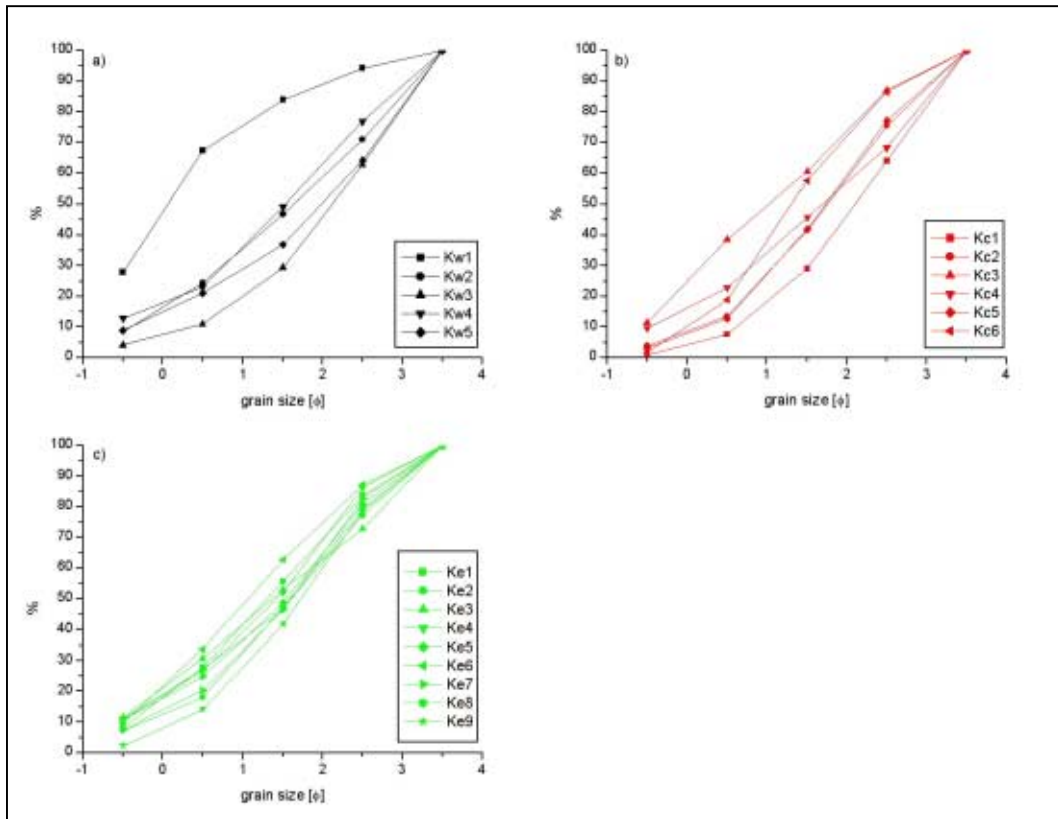 a)
100
90
80
70
60
50
40
30
20
10
0
%
-1 0 1 2 3 4
grain size [ϕ]
Kw1
Kw2
Kw3
Kw4
Kw5
b)
100
90
80
70
60
50
40
30
20
10
0
%
-1 0 1 2 3 4
grain size [ϕ]
Kc1
Kc2
Kc3
Kc4
Kc5
Kc6
c)
100
90
80
70
60
50
40
30
20
10
0
%
-1 0 1 2 3 4
grain size [ϕ]
Ke1
Ke2
Ke3
Ke4
Ke5
Ke6
Ke7
Ke8
Ke9